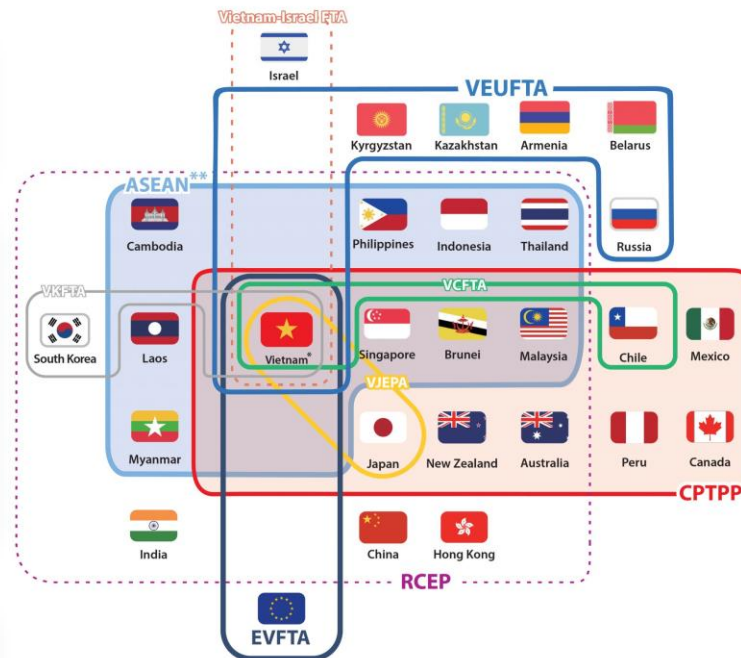 Vietnam-Israel FTA
Israel
VEUFTA
Kyrgyzstan Kazakhstan Armenia Belarus
ASEAN**
Cambodia Philippines Indonesia Thailand Russia
VKFTA VCFTA
South Korea Laos Vietnam* Singapore Brunei Malaysia Chile Mexico
VJEPA
Myanmar Japan New Zealand Australia Peru Canada
CPTPP
India China Hong Kong
RCEP
EVFTA